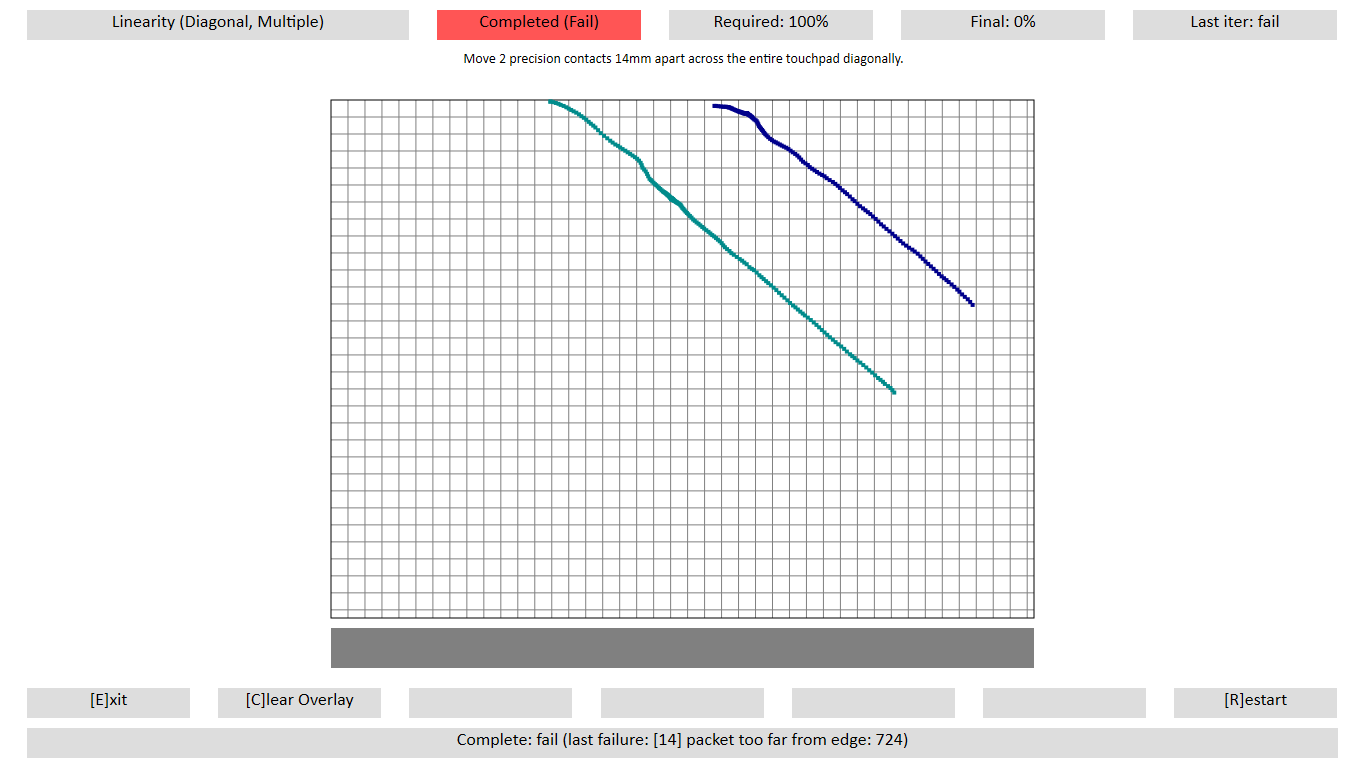 Linearity (Diagonal, Multiple)
Completed (Fail)
Required: 100%
Final: 0%
Last iter: fail
Move 2 precision contacts 14mm apart across the entire touchpad diagonally.
[E]xit
[C]lear Overlay
[R]estart
Complete: fail (last failure: [14] packet too far from edge: 724)